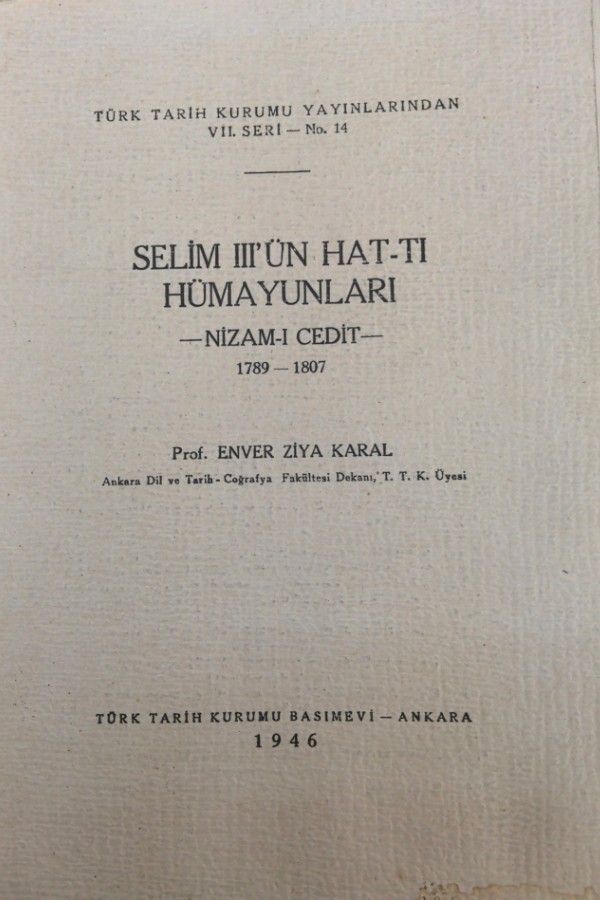 TÜRK TARİH KURUMU YAYINLARINDAN
VII. SERİ — No. 14
SELİM III'ÜN HAT-TI
HÜMAYUNLARI
—NİZAM-I CEDİT—
1789 — 1807
Prof. ENVER ZİYA KARAL
Ankara Dil ve Tarih - Coğrafya Fakültesi Dekanı, T. T. K. Üyesi
TÜRK TARİH KURUMU BASIMEVİ — ANKARA
1946